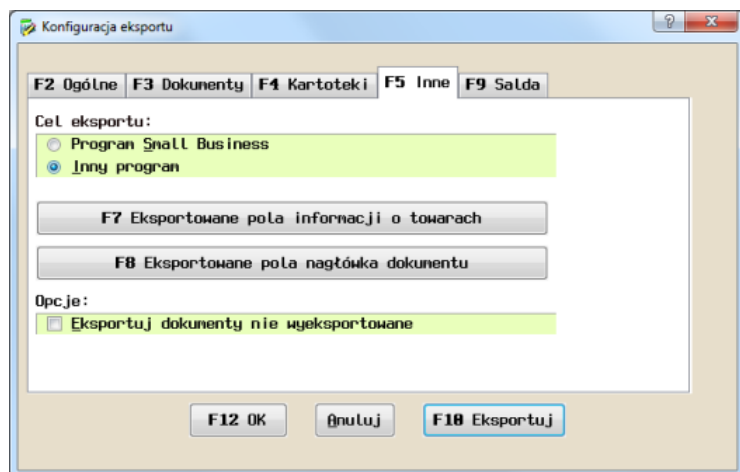 Konfiguracja eksportu
F2 Ogólne F3 Dokumenty F4 Kartoteki F5 Inne F9 Salda
Cel eksportu:
Program Small Business
Inny program
F7 Eksportowane pola informacji o towarach
F8 Eksportowane pola nagłówka dokumentu
Opcje:
Eksportuj dokumenty nie wyeksportowane
F12 OK Anuluj F10 Eksportuj